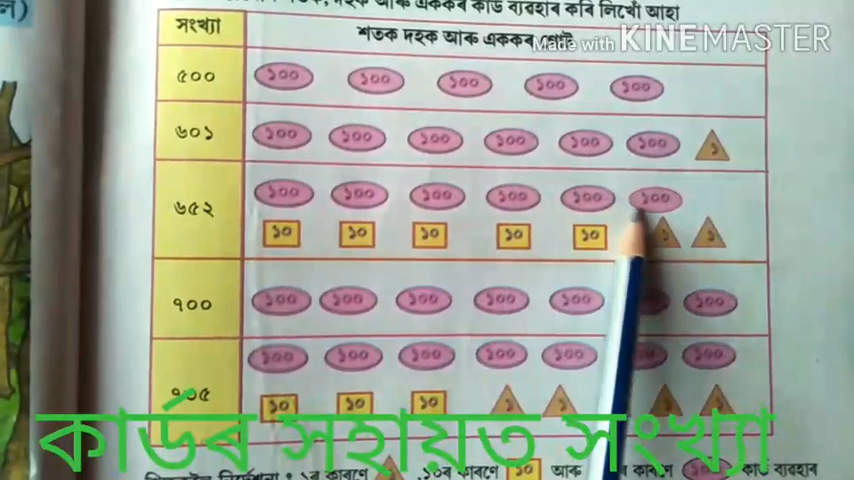 আৰু এককৰ কাৰ্ড ব্যৱহাৰ কৰি লিখোঁ আহা
সংখ্যা শতক দহক আৰু এককৰ গোট
Made with KINEMASTER
৫০০ ১০০ ১০০ ১০০ ১০০ ১০০
৬০১ ১০০ ১০০ ১০০ ১০০ ১০০ ১০০ ১
৬৫২ ১০০ ১০০ ১০০ ১০০ ১০০ ১০০
১০ ১০ ১০ ১০ ১০ ১ ১
৭০০ ১০০ ১০০ ১০০ ১০০ ১০০ ১০০
১০০ ১০০ ১০০ ১০০ ১০০ ১০০
১০ ১০ ১০ ১ ১ ১ ১
কাৰ্ডৰ সহায়ত সংখ্যা
১ৰ কাৰণে ১ ,১০ৰ কাৰণে ১০ আৰু কাৰণে ১০০ কাৰ্ড ব্যৱহাৰ